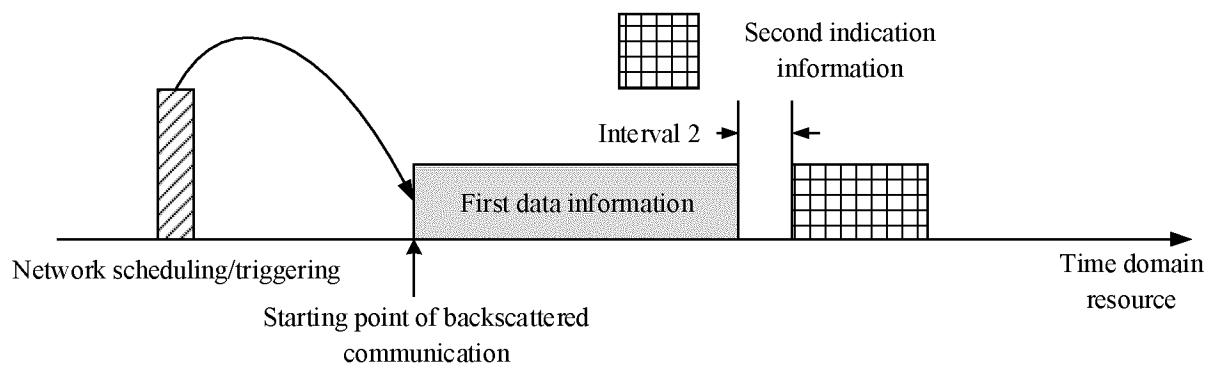 Second indication
information
Interval 2
First data information
Network scheduling/triggering
Time domain
resource
Starting point of backscattered
communication